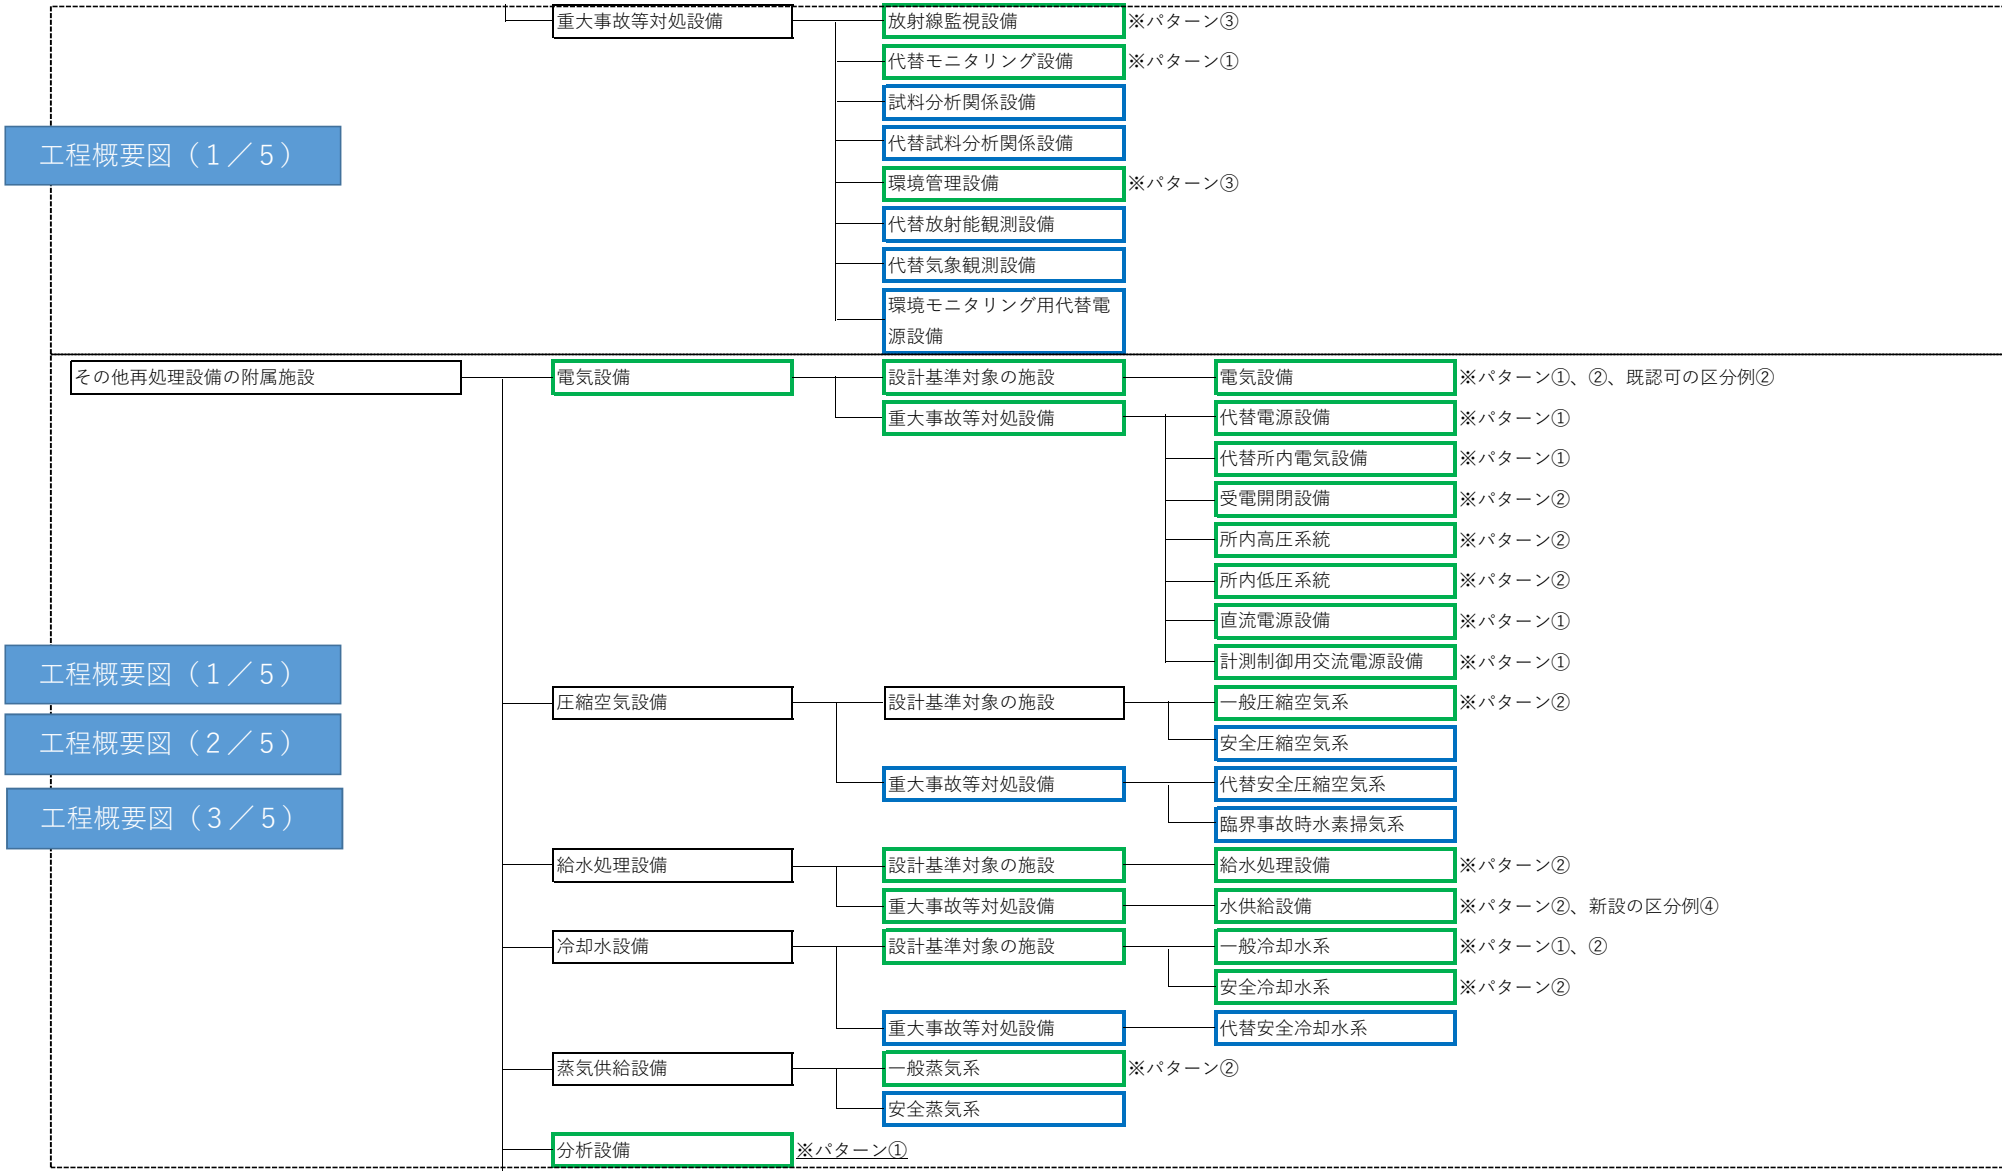 重大事故等対処設備
放射線監視設備
※パターン③
代替モニタリング設備
※パターン①
試料分析関係設備
代替試料分析関係設備
工程概要図（１／５）
環境管理設備
※パターン③
代替放射能観測設備
代替気象観測設備
環境モニタリング用代替電
源設備
その他再処理設備の附属施設
電気設備
設計基準対象の施設
電気設備
※パターン①、②、既認可の区分例②
重大事故等対処設備
代替電源設備
※パターン①
代替所内電気設備
※パターン①
受電開閉設備
※パターン②
所内高圧系統
※パターン②
所内低圧系統
※パターン②
直流電源設備
※パターン①
計測制御用交流電源設備
※パターン①
工程概要図（１／５）
工程概要図（２／５）
工程概要図（３／５）
圧縮空気設備
設計基準対象の施設
一般圧縮空気系
※パターン②
安全圧縮空気系
重大事故等対処設備
代替安全圧縮空気系
臨界事故時水素掃気系
給水処理設備
設計基準対象の施設
給水処理設備
※パターン②
重大事故等対処設備
水供給設備
※パターン②、新設の区分例④
冷却水設備
設計基準対象の施設
一般冷却水系
※パターン①、②
安全冷却水系
※パターン②
重大事故等対処設備
代替安全冷却水系
蒸気供給設備
一般蒸気系
※パターン②
安全蒸気系
分析設備
※パターン①